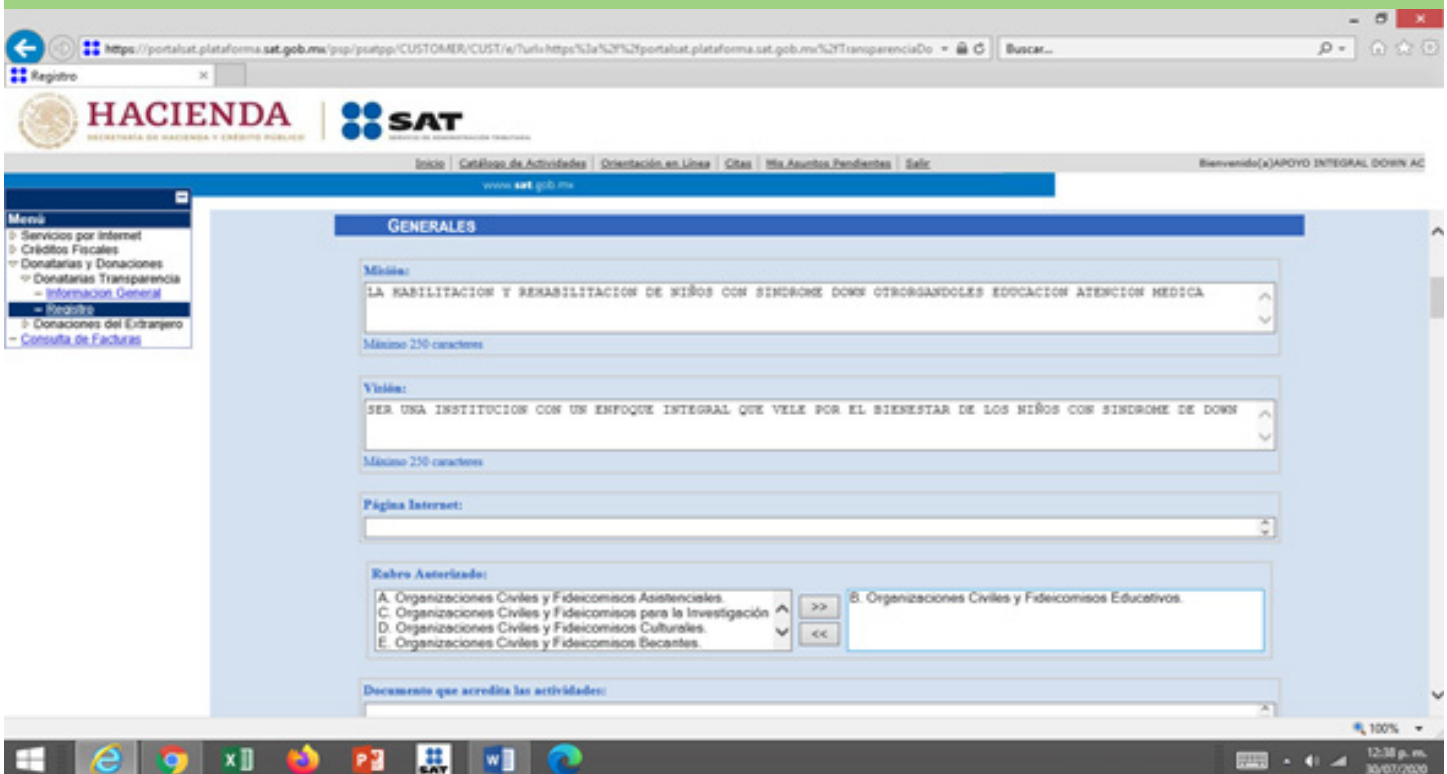 https://portalsat.plataforma.sat.gob.mx/psp/psatpp/CUSTOMER/CUST/e/?url=https%3a%2f%2fportalsat.plataforma.sat.gob.mx%2fTransparenciaDo
Buscar...
Registro
HACIENDA
SECRETARÍA DE HACIENDA Y CRÉDITO PÚBLICO
SAT
SERVICIO DE ADMINISTRACIÓN TRIBUTARIA
Inicio | Catálogo de Actividades | Orientación en Línea | Citas | Mis Asuntos Pendientes | Salir
Bienvenido(a)APOYO INTEGRAL DOWN AC
www.sat.gob.mx
Menú
Servicios por Internet
Créditos Fiscales
Donatarias y Donaciones
Donatarias Transparencia
– Informacion General
– Registro
Donaciones del Extranjero
– Consulta de Facturas
GENERALES
Misión:
LA HABILITACION Y REHABILITACION DE NIÑOS CON SINDROME DOWN OTRORGANDOLES EDUCACION ATENCION MEDICA
Máximo 250 caracteres
Visión:
SER UNA INSTITUCION CON UN ENFOQUE INTEGRAL QUE VELE POR EL BIENESTAR DE LOS NIÑOS CON SINDROME DE DOWN
Máximo 250 caracteres
Página Internet:
Rubro Autorizado:
A. Organizaciones Civiles y Fideicomisos Asistenciales.
C. Organizaciones Civiles y Fideicomisos para la Investigación
D. Organizaciones Civiles y Fideicomisos Culturales.
E. Organizaciones Civiles y Fideicomisos Becantes.
>>
<<
B. Organizaciones Civiles y Fideicomisos Educativos.
Documento que acredita las actividades:
100%
SAT
12:38 p. m.
30/07/2020